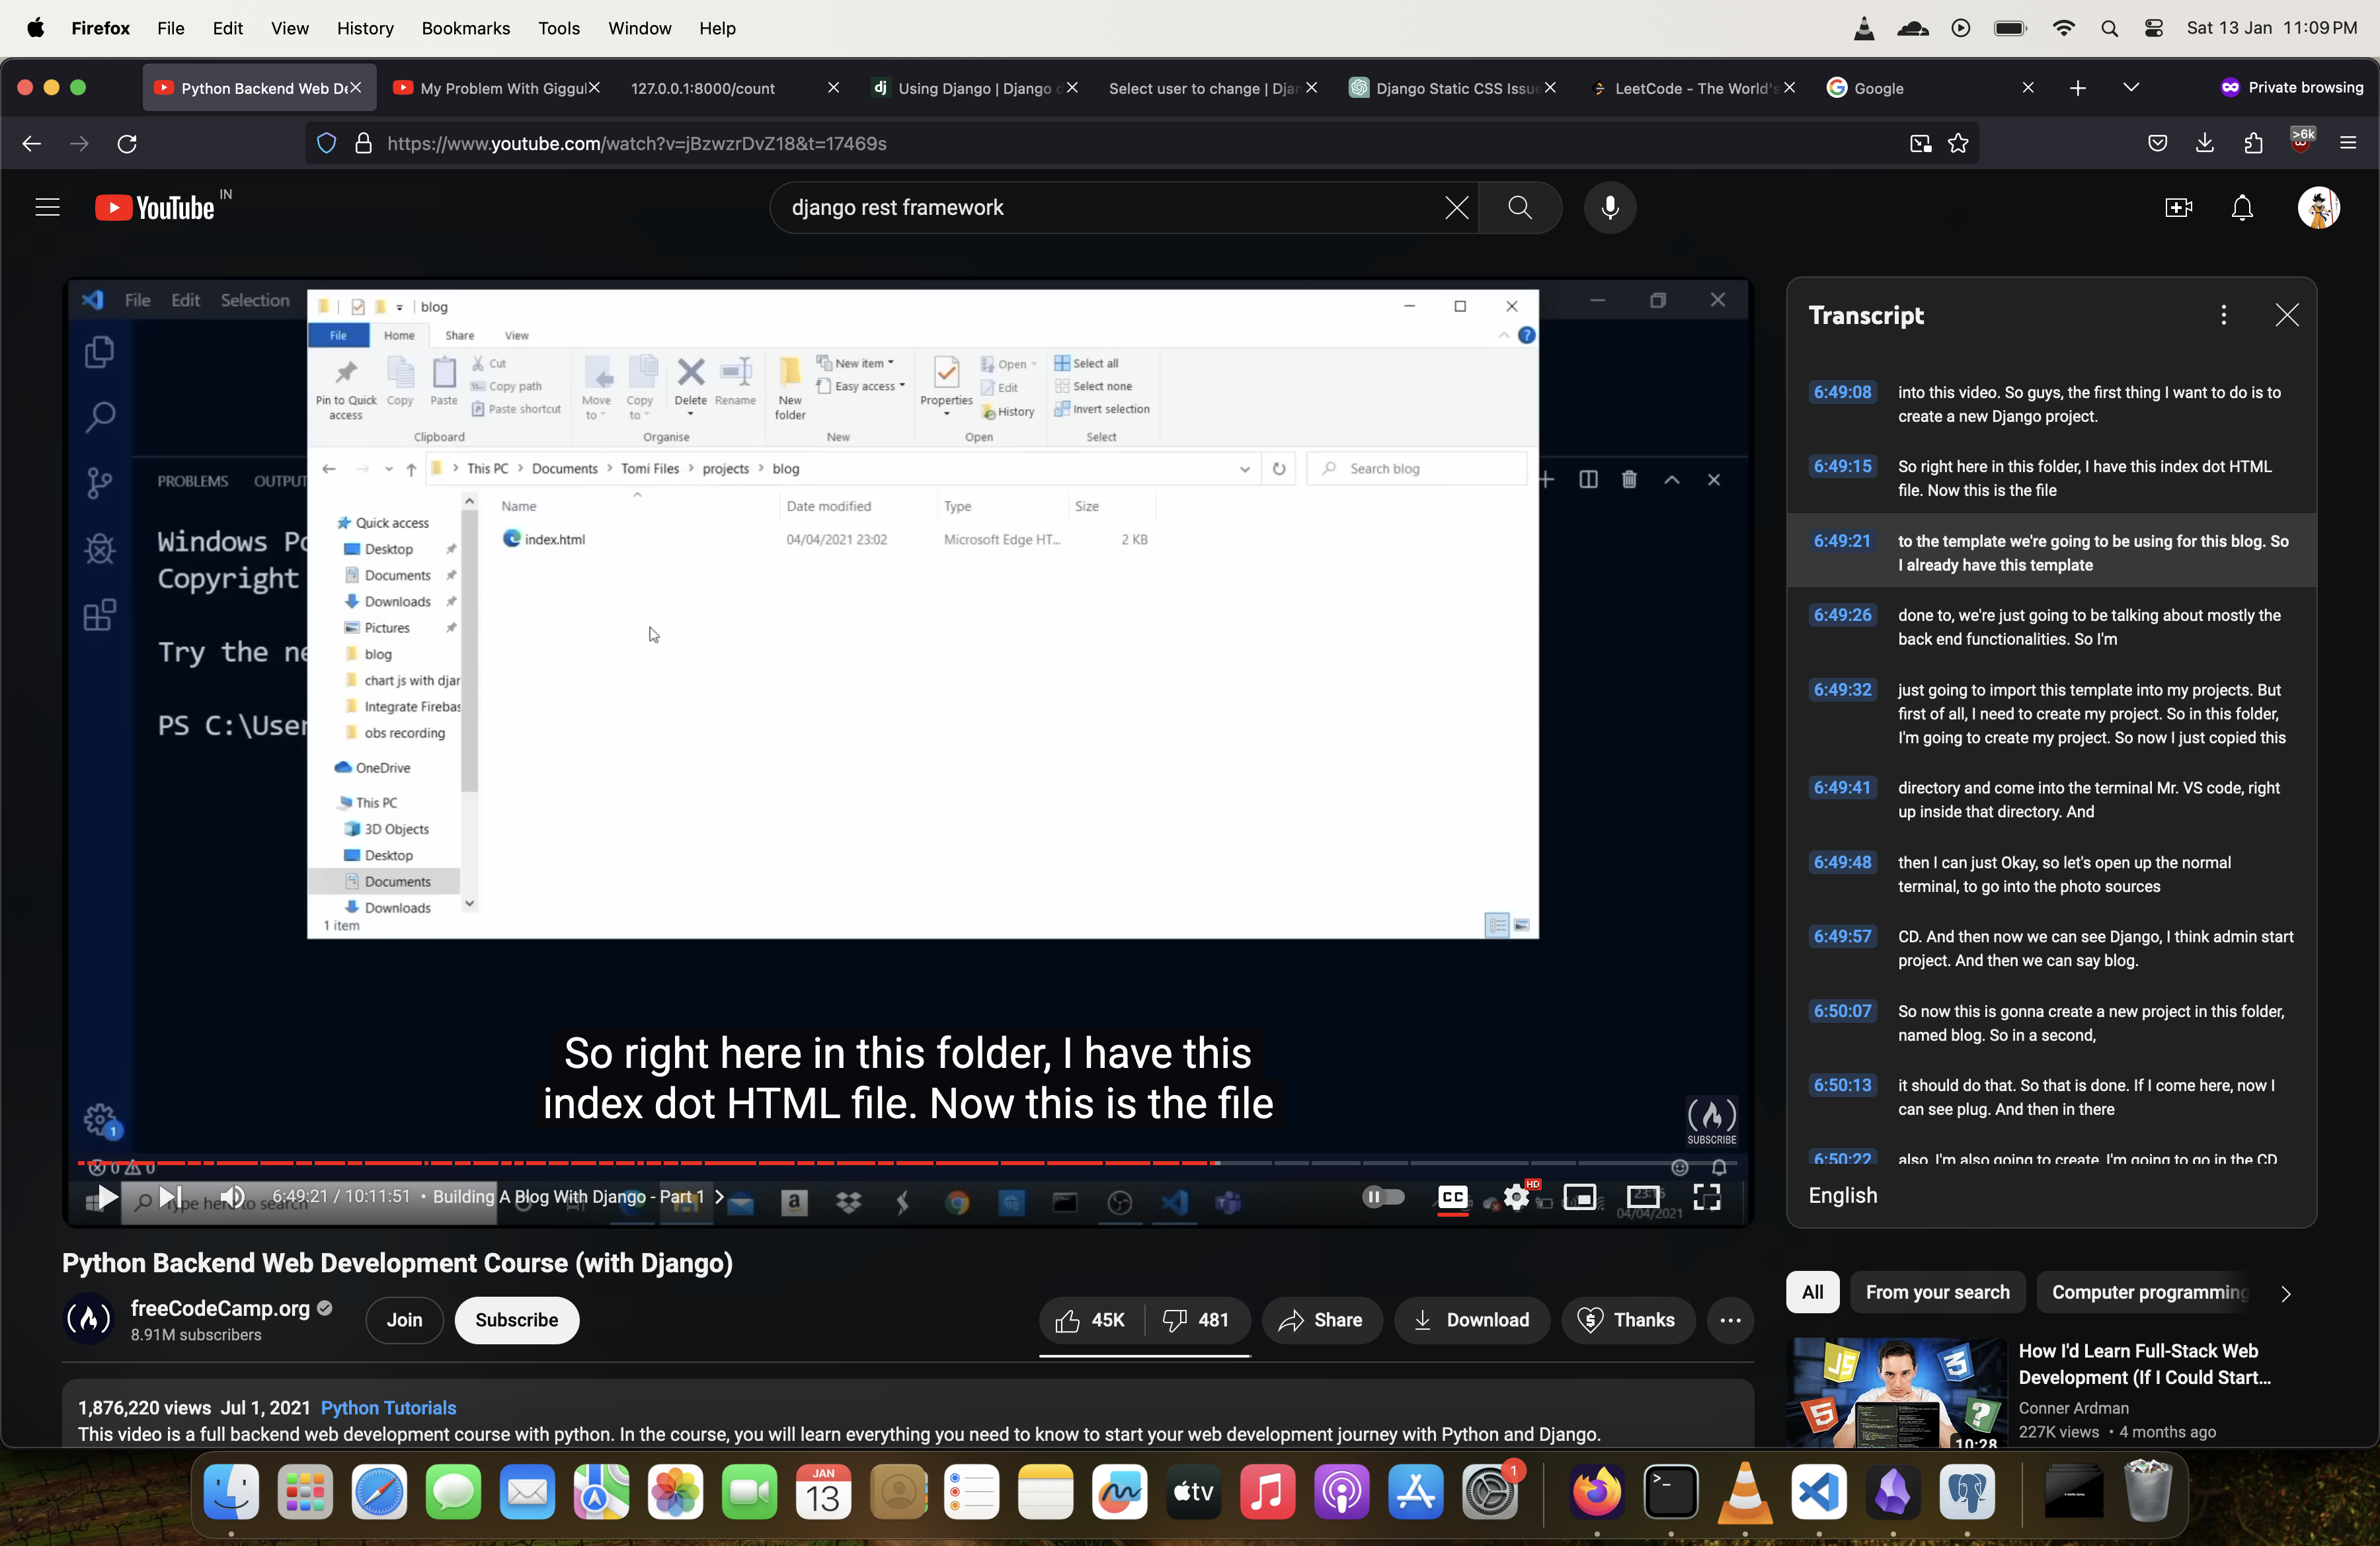 Firefox File Edit View History Bookmarks Tools Window Help
Sat 13 Jan 11:09 PM
Python Backend Web De
My Problem With Giggul
127.0.0.1:8000/count
dj Using Django | Django d
Select user to change | Djan
Django Static CSS Issue
LeetCode - The World's
Google
Private browsing
https://www.youtube.com/watch?v=jBzwzrDvZ18&t=17469s
>6k
YouTube IN
django rest framework
File Edit Selection
blog
File Home Share View
Pin to Quick access
Copy
Paste
Cut
Copy path
Paste shortcut
Move to
Copy to
Delete
Rename
New folder
New item
Easy access
Properties
Open
Edit
History
Select all
Select none
Invert selection
Clipboard Organise New Open Select
This PC > Documents > Tomi Files > projects > blog
Search blog
PROBLEMS OUTPUT
Name Date modified Type Size
index.html 04/04/2021 23:02 Microsoft Edge HT... 2 KB
Quick access
Desktop
Documents
Downloads
Pictures
blog
chart js with djar
Integrate Firebas
obs recording
OneDrive
This PC
3D Objects
Desktop
Documents
Downloads
1 item
Windows Po
Copyright
Try the ne
PS C:\User
So right here in this folder, I have this
index dot HTML file. Now this is the file
SUBSCRIBE
1
0 0
Type here to search
6:49:21 / 10:11:51 • Building A Blog With Django - Part 1
CC
HD
04/04/2021
Transcript
6:49:08 into this video. So guys, the first thing I want to do is to
create a new Django project.
6:49:15 So right here in this folder, I have this index dot HTML
file. Now this is the file
6:49:21 to the template we're going to be using for this blog. So
I already have this template
6:49:26 done to, we're just going to be talking about mostly the
back end functionalities. So I'm
6:49:32 just going to import this template into my projects. But
first of all, I need to create my project. So in this folder,
I'm going to create my project. So now I just copied this
6:49:41 directory and come into the terminal Mr. VS code, right
up inside that directory. And
6:49:48 then I can just Okay, so let's open up the normal
terminal, to go into the photo sources
6:49:57 CD. And then now we can see Django, I think admin start
project. And then we can say blog.
6:50:07 So now this is gonna create a new project in this folder,
named blog. So in a second,
6:50:13 it should do that. So that is done. If I come here, now I
can see plug. And then in there
6:50:22 also, I'm also going to create, I'm going to go in the CD
English
Python Backend Web Development Course (with Django)
freeCodeCamp.org
8.91M subscribers
Join
Subscribe
45K
481
Share
Download
Thanks
1,876,220 views Jul 1, 2021 Python Tutorials
This video is a full backend web development course with python. In the course, you will learn everything you need to know to start your web development journey with Python and Django.
All
From your search
Computer programming
How I'd Learn Full-Stack Web
Development (If I Could Start...
Conner Ardman
227K views • 4 months ago
10:28
JAN
13
tv
1